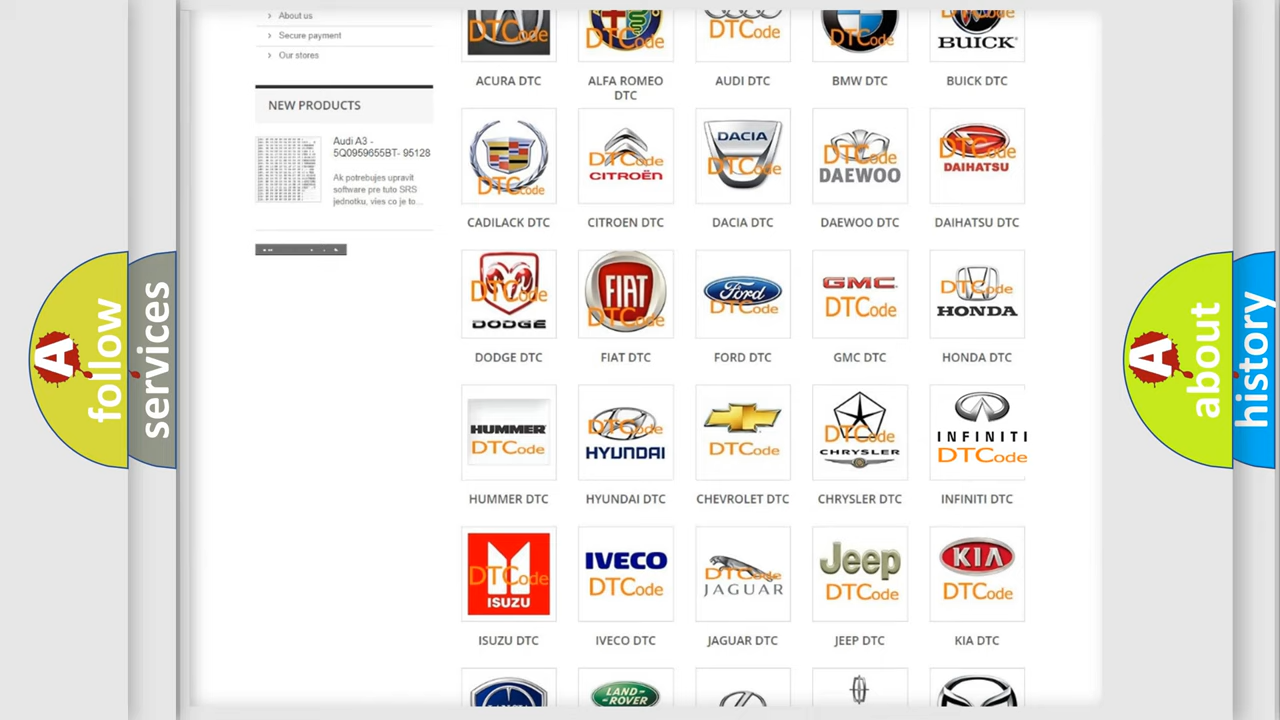 About us
Secure payment
Our stores
NEW PRODUCTS
Audi A3 -
5Q0959655BT- 95128
Ak potrebujes upravit
software pre tuto SRS
jednotku, vies co je to...
DTCode
DTCode
DTCode
DTCode
BUICK
ACURA DTC
ALFA ROMEO
DTC
AUDI DTC
BMW DTC
BUICK DTC
DTCode
DTCode
CITROËN
DACIA
DTCode
DTCode
DAEWOO
DTCode
DAIHATSU
CADILACK DTC
CITROEN DTC
DACIA DTC
DAEWOO DTC
DAIHATSU DTC
DTCode
DODGE
FIAT
DTCode
Ford
DTCode
GMC
DTCode
DTCode
HONDA
DODGE DTC
FIAT DTC
FORD DTC
GMC DTC
HONDA DTC
HUMMER
DTCode
DTCode
HYUNDAI
DTCode
DTCode
CHRYSLER
INFINITI
DTCode
HUMMER DTC
HYUNDAI DTC
CHEVROLET DTC
CHRYSLER DTC
INFINITI DTC
DTCode
ISUZU
IVECO
DTCode
DTCode
JAGUAR
Jeep
DTCode
KIA
DTCode
ISUZU DTC
IVECO DTC
JAGUAR DTC
JEEP DTC
KIA DTC
LAND-
ROVER
A
follow
services
A
about
history